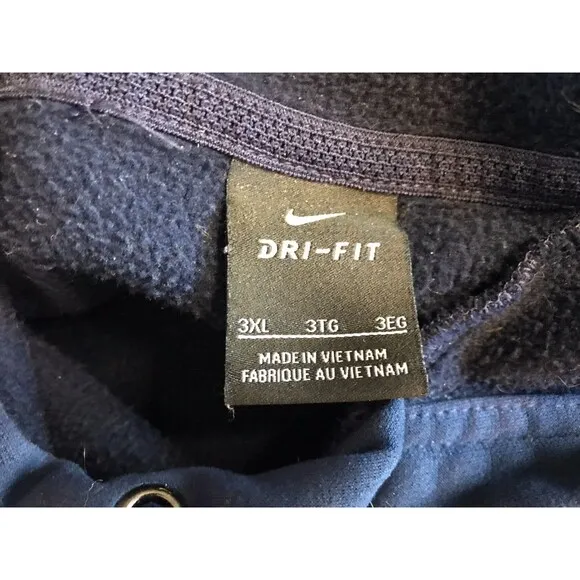 DRI-FIT
3XL 3TG 3EG
MADE IN VIETNAM
FABRIQUE AU VIETNAM